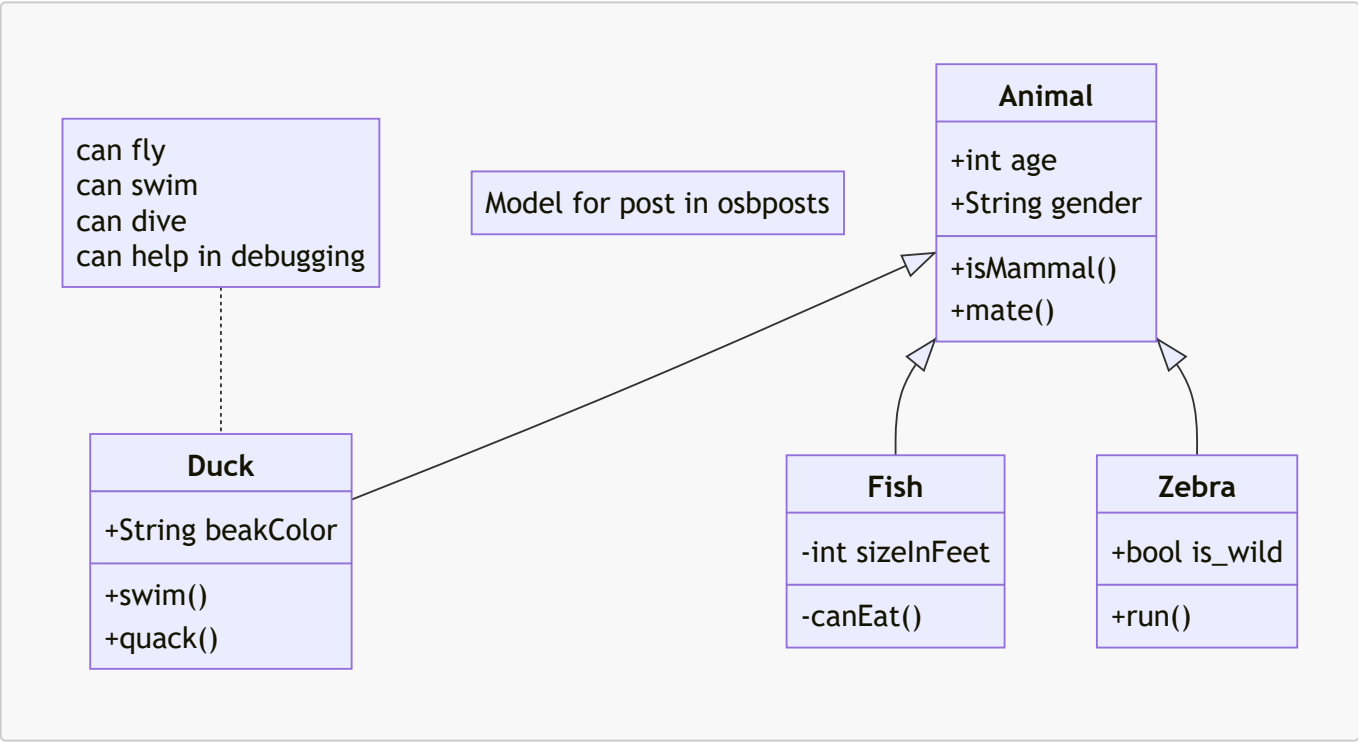 can fly
can swim
can dive
can help in debugging
Model for post in osbposts
Animal
+int age
+String gender
+isMammal()
+mate()
Duck
+String beakColor
+swim()
+quack()
Fish
-int sizeInFeet
-canEat()
Zebra
+bool is_wild
+run()